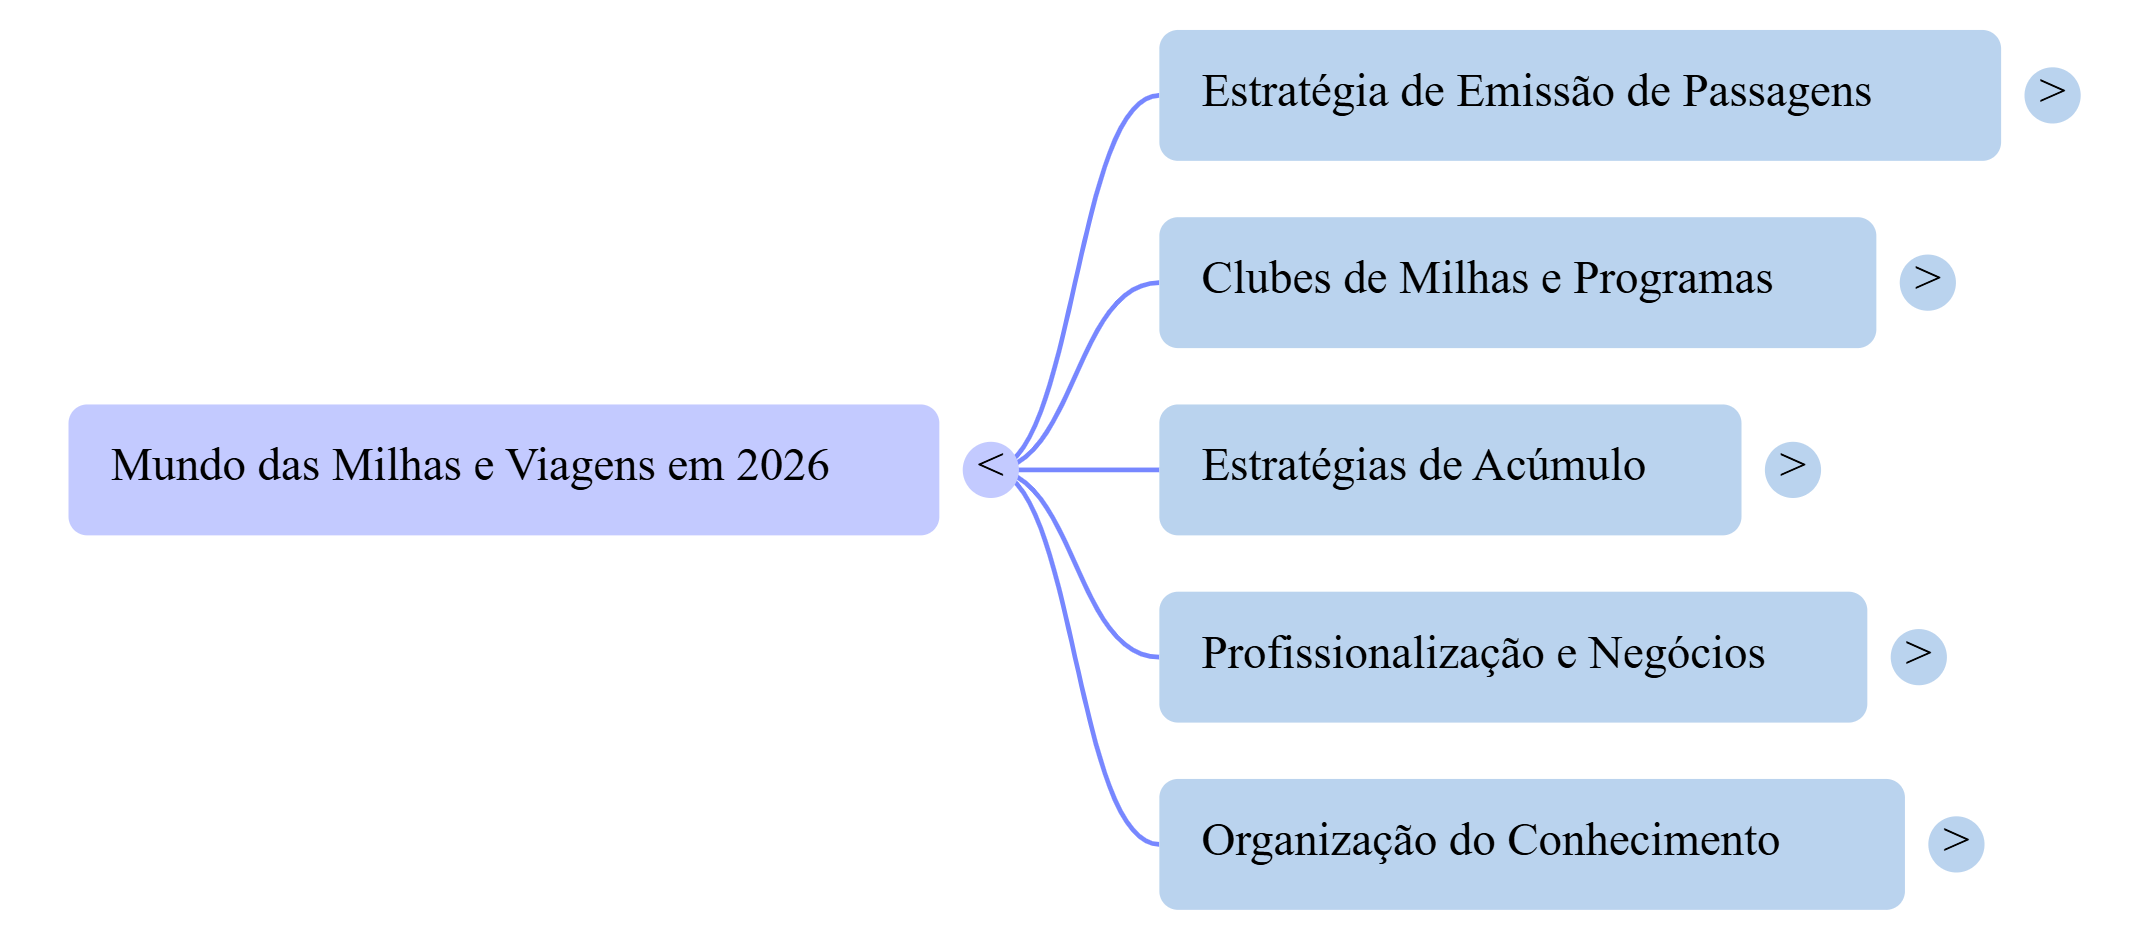 Estratégia de Emissão de Passagens >
Clubes de Milhas e Programas >
Mundo das Milhas e Viagens em 2026 <
Estratégias de Acúmulo >
Profissionalização e Negócios >
Organização do Conhecimento >